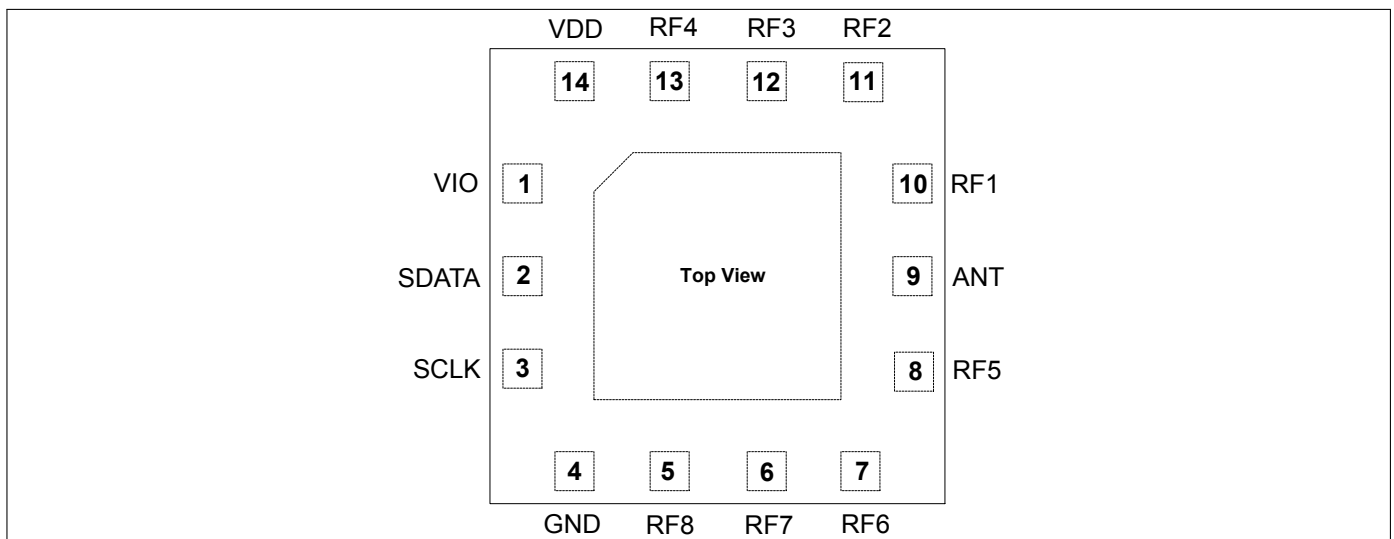 VDD RF4 RF3 RF2
14 13 12 11
VIO 1 10 RF1
SDATA 2 Top View 9 ANT
SCLK 3 8 RF5
4 5 6 7
GND RF8 RF7 RF6